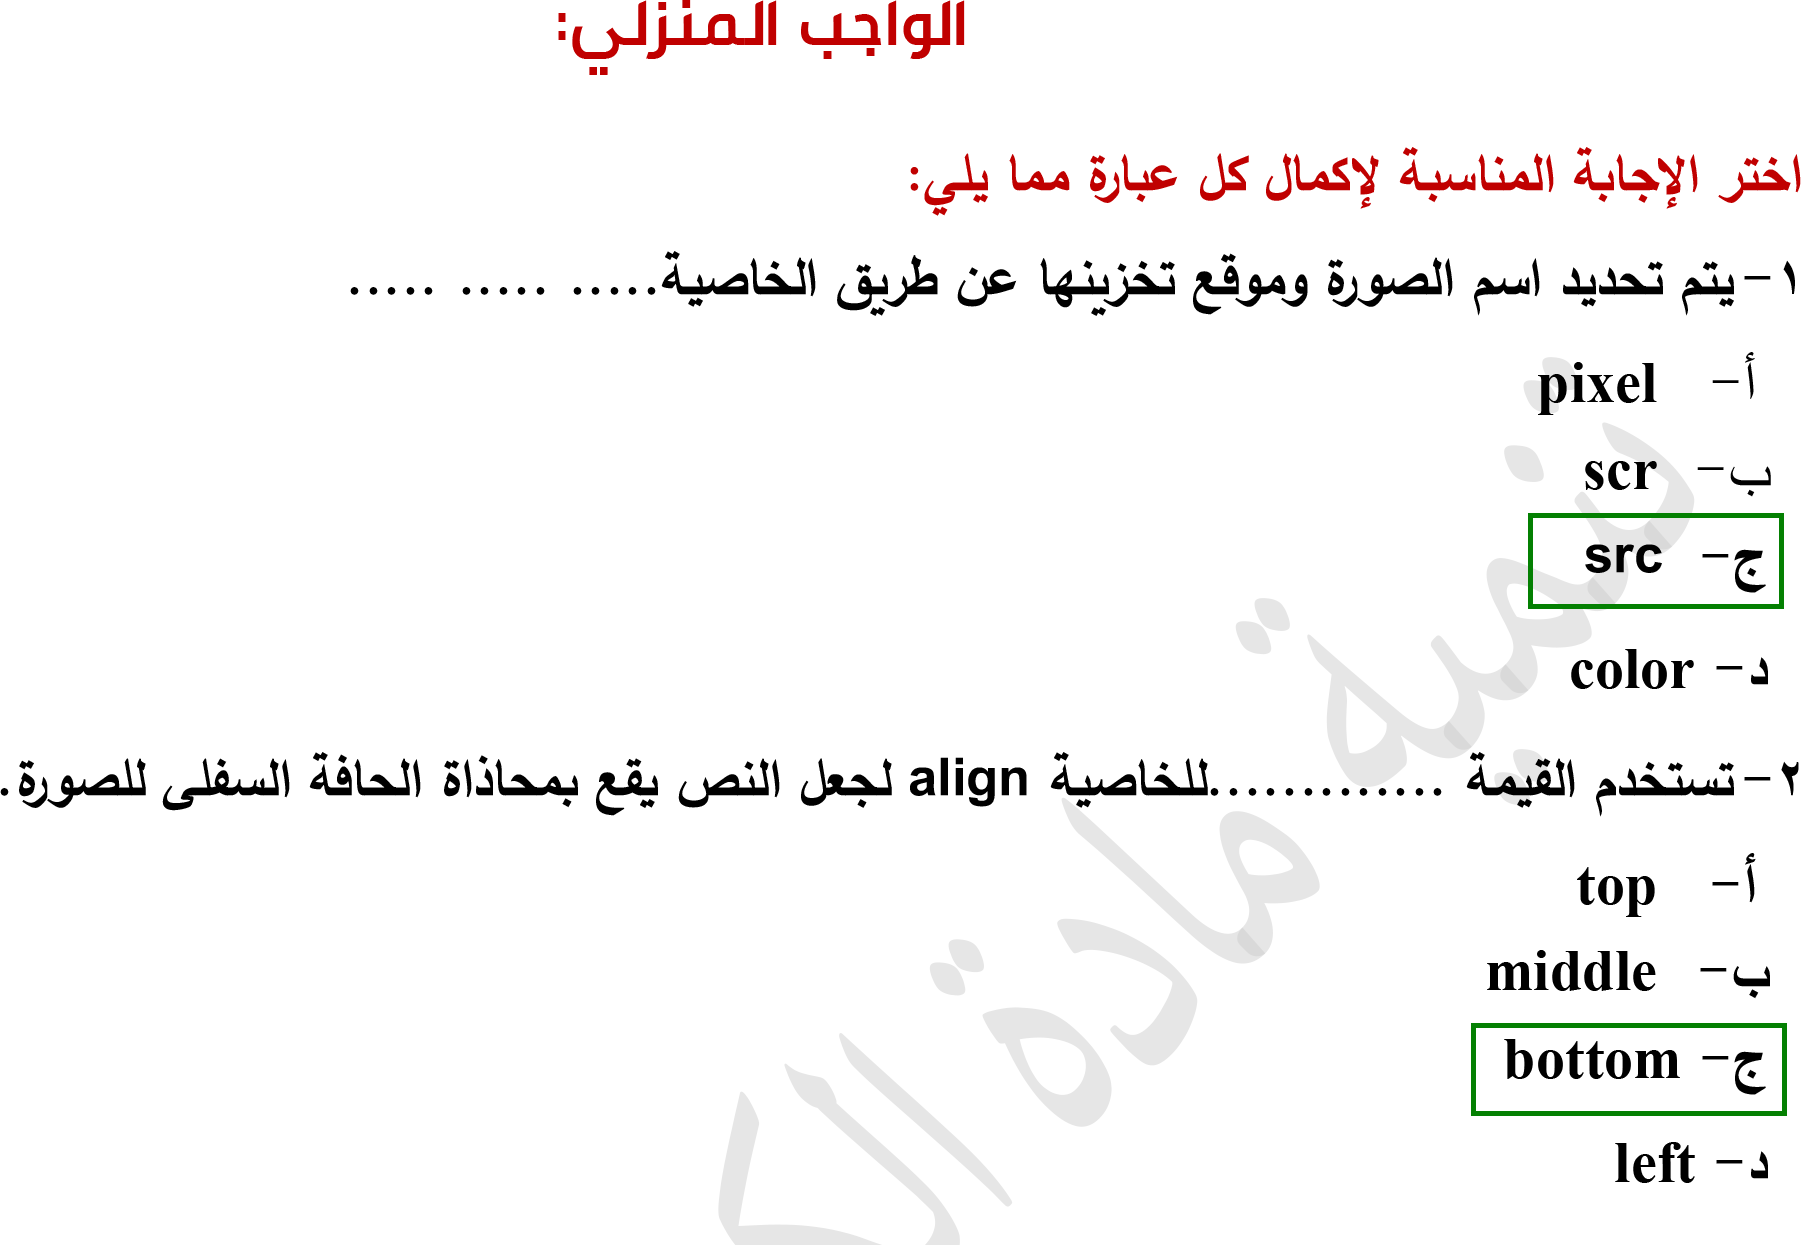 الواجب المنزلي:
اختر الإجابة المناسبة لإكمال كل عبارة مما يلي:
١- يتم تحديد اسم الصورة وموقع تخزينها عن طريق الخاصية..... ..... .....
أ- pixel
ب- scr
ج- src
د- color
٢- تستخدم القيمة .............للخاصية align لجعل النص يقع بمحاذاة الحافة السفلى للصورة.
أ- top
ب- middle
ج- bottom
د- left
تنمية مادة